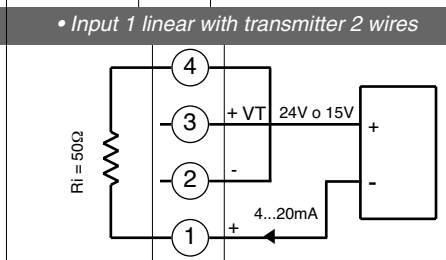 • Input 1 linear with transmitter 2 wires
4
3
+ VT
24V o 15V
+
Ri = 50Ω
2
-
-
4...20mA
1
+